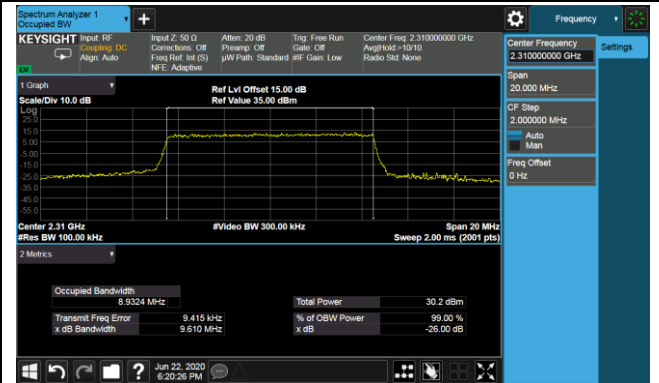 Spectrum Analyzer 1
Occupied BW
Frequency
KEYSIGHT
Input: RF
Coupling: DC
Align: Auto
Input Z: 50 Ω
Corrections: Off
Freq Ref: Int (S)
NFE: Adaptive
Atten: 20 dB
Preamp: Off
µW Path: Standard
Trig: Free Run
Gate: Off
#IF Gain: Low
Center Freq: 2.310000000 GHz
Avg|Hold:>10/10
Radio Std: None
1 Graph
Scale/Div 10.0 dB
Ref Lvl Offset 15.00 dB
Ref Value 35.00 dBm
Log
25.0
15.0
5.00
-5.00
-15.0
-25.0
-35.0
-45.0
-55.0
Center 2.31 GHz
#Res BW 100.00 kHz
#Video BW 300.00 kHz
Span 20 MHz
Sweep 2.00 ms (2001 pts)
2 Metrics
Occupied Bandwidth
8.9324 MHz
Total Power 30.2 dBm
Transmit Freq Error 9.415 kHz
% of OBW Power 99.00 %
x dB Bandwidth 9.610 MHz
x dB -26.00 dB
Jun 22, 2020
6:20:26 PM
Center Frequency
2.310000000 GHz
Settings
Span
20.000 MHz
CF Step
2.000000 MHz
Auto
Man
Freq Offset
0 Hz